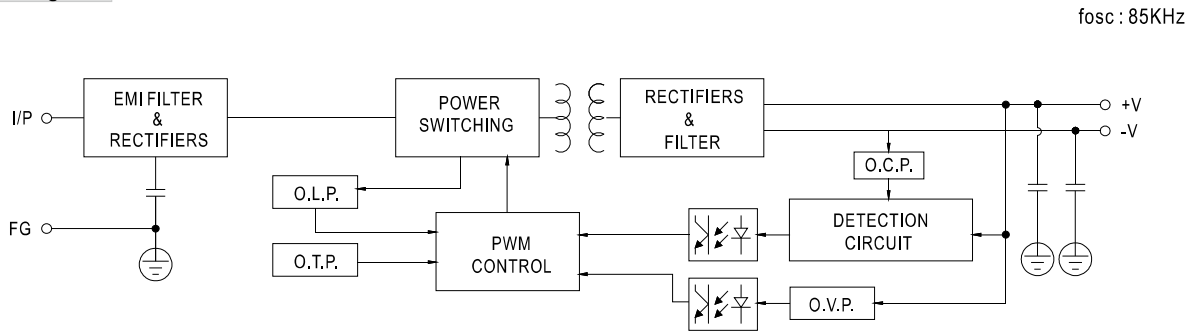 fosc : 85KHz
I/P
EMI FILTER
&
RECTIFIERS
POWER
SWITCHING
RECTIFIERS
&
FILTER
+V
-V
O.C.P.
O.L.P.
FG
PWM
CONTROL
DETECTION
CIRCUIT
O.T.P.
O.V.P.